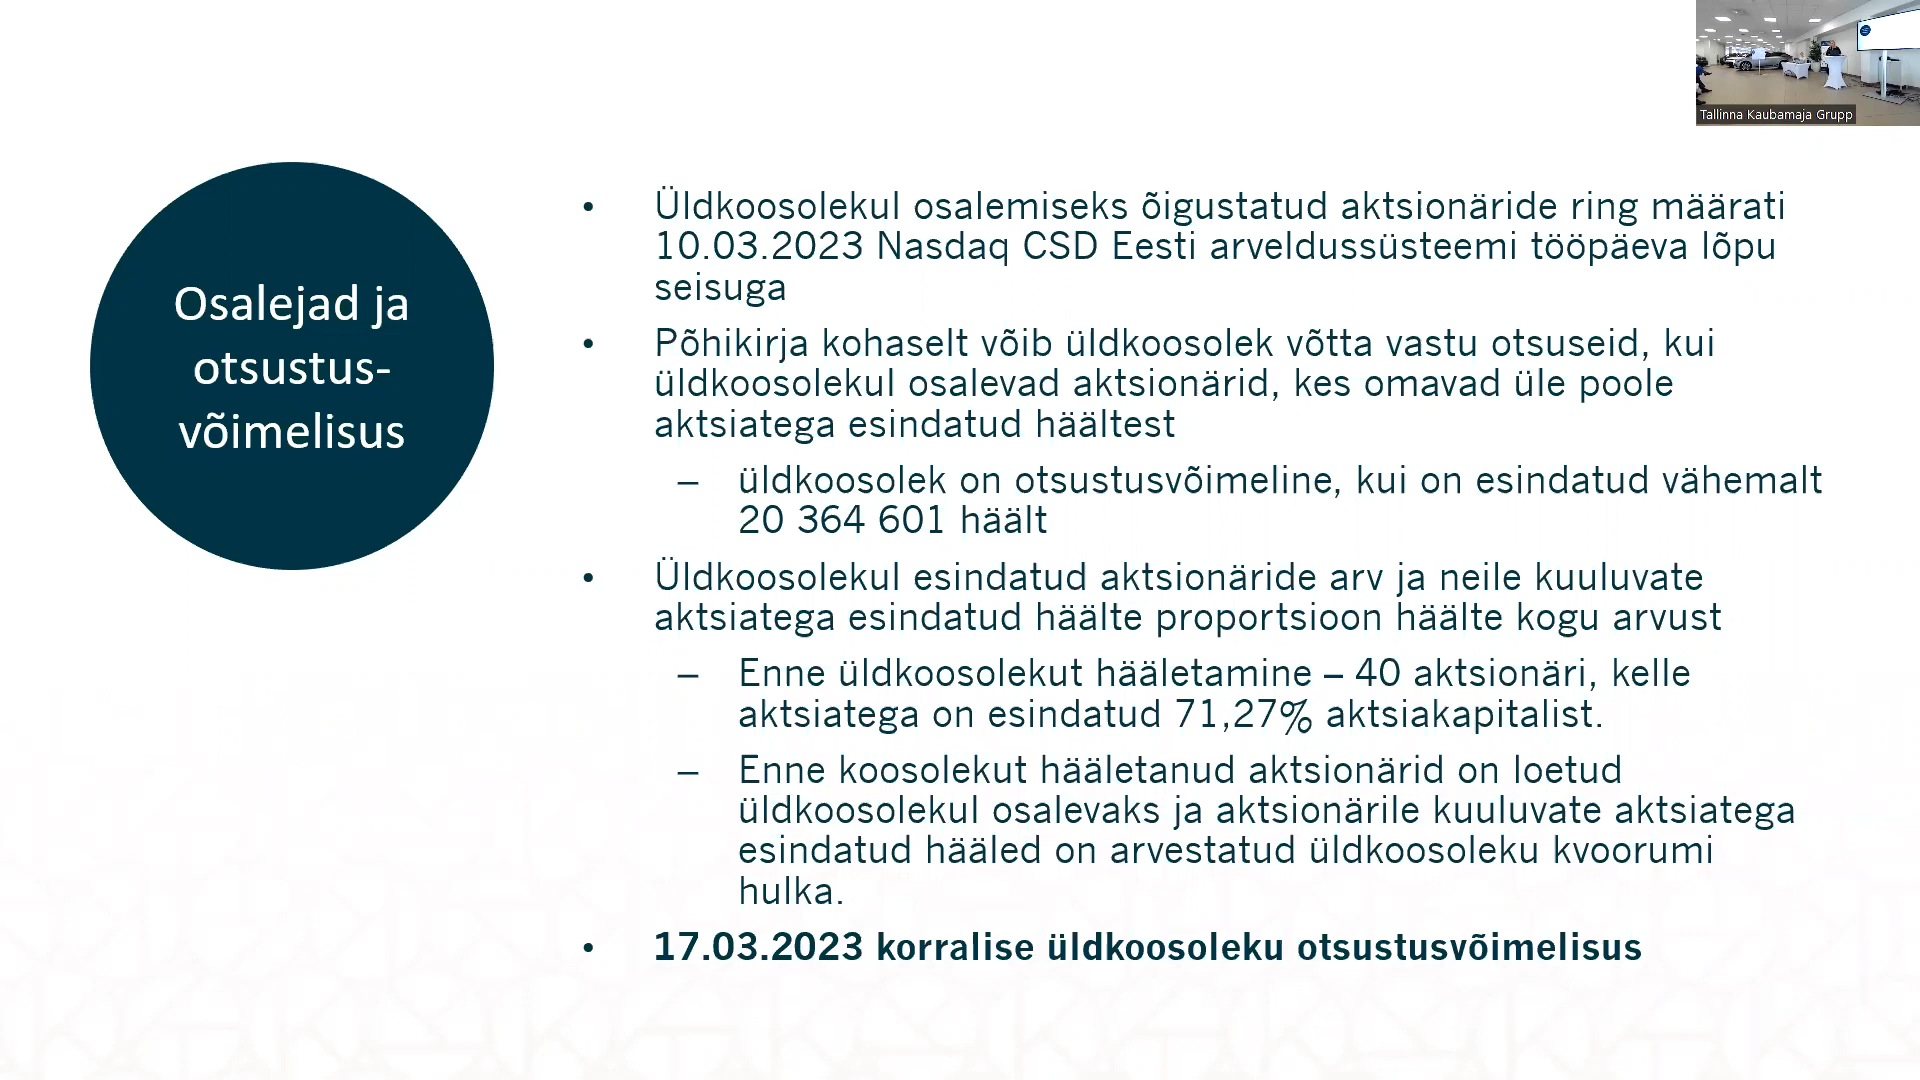 Tallinna Kaubamaja Grupp
Osalejad ja
otsustus-
võimelisus
• Üldkoosolekul osalemiseks õigustatud aktsionäride ring määrati
10.03.2023 Nasdaq CSD Eesti arveldussüsteemi tööpäeva lõpu
seisuga
• Põhikirja kohaselt võib üldkoosolek võtta vastu otsuseid, kui
üldkoosolekul osalevad aktsionärid, kes omavad üle poole
aktsiatega esindatud häältest
– üldkoosolek on otsustusvõimeline, kui on esindatud vähemalt
20 364 601 häält
• Üldkoosolekul esindatud aktsionäride arv ja neile kuuluvate
aktsiatega esindatud häälte proportsioon häälte kogu arvust
– Enne üldkoosolekut hääletamine – 40 aktsionäri, kelle
aktsiatega on esindatud 71,27% aktsiakapitalist.
– Enne koosolekut hääletanud aktsionärid on loetud
üldkoosolekul osalevaks ja aktsionärile kuuluvate aktsiatega
esindatud hääled on arvestatud üldkoosoleku kvoorumi
hulka.
• 17.03.2023 korralise üldkoosoleku otsustusvõimelisus